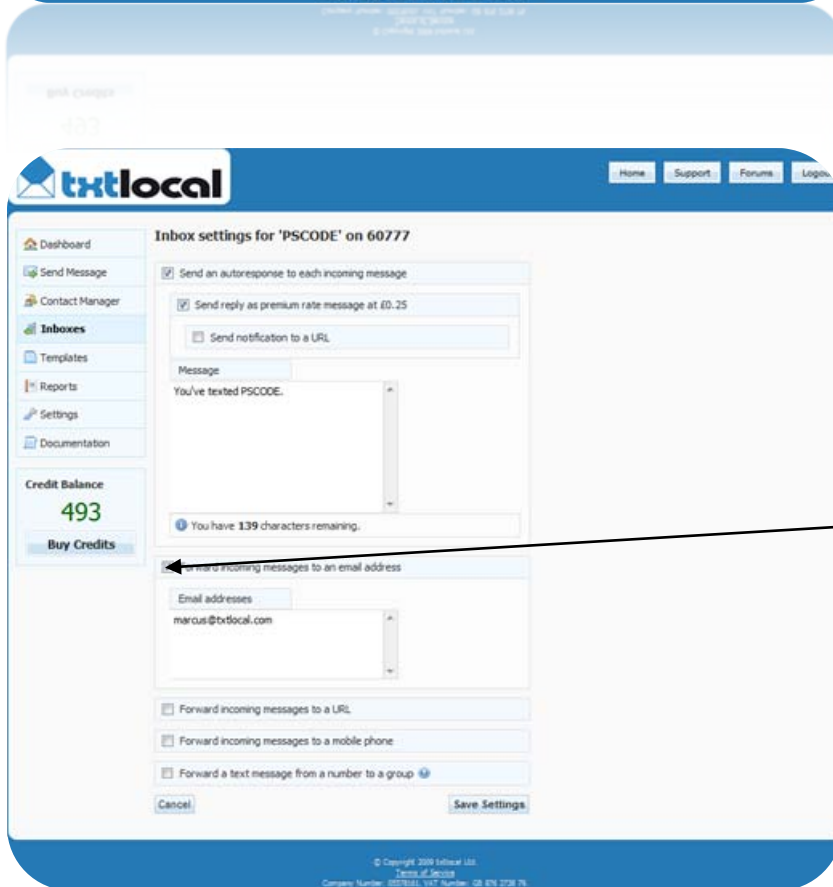 txtlocal
Home Support Forums
Inbox settings for 'PSCODE' on 60777
Dashboard
Send Message
Contact Manager
Inboxes
Templates
Reports
Settings
Documentation
Credit Balance
493
Buy Credits
Send an autoresponse to each incoming message
Send reply as premium rate message at £0.25
Send notification to a URL
Message
You've texted PSCODE.
You have 139 characters remaining.
Forward incoming messages to an email address
Email addresses
marcus@txtlocal.com
Forward incoming messages to a URL
Forward incoming messages to a mobile phone
Forward a text message from a number to a group
Cancel
Save Settings
© Copyright 2009 txtlocal Ltd.
Terms of Service